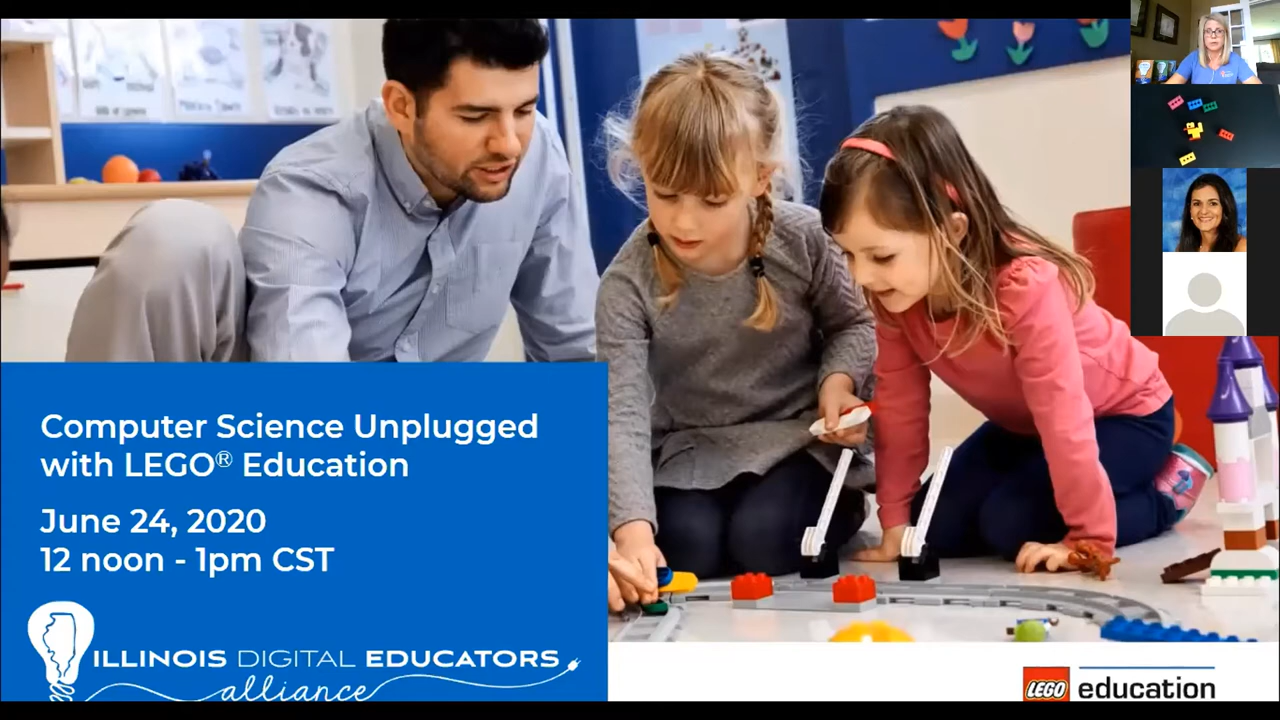 Computer Science Unplugged
with LEGO® Education
June 24, 2020
12 noon - 1pm CST
ILLINOIS DIGITAL EDUCATORS
alliance
LEGO education